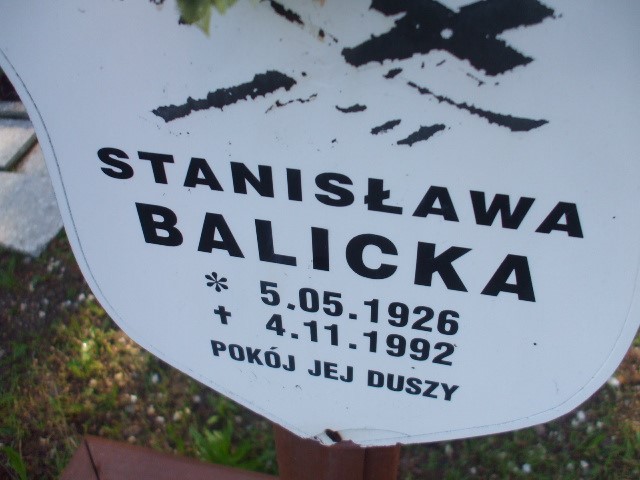 STANISŁAWA
BALICKA
* 5.05.1926
† 4.11.1992
POKÓJ JEJ DUSZY